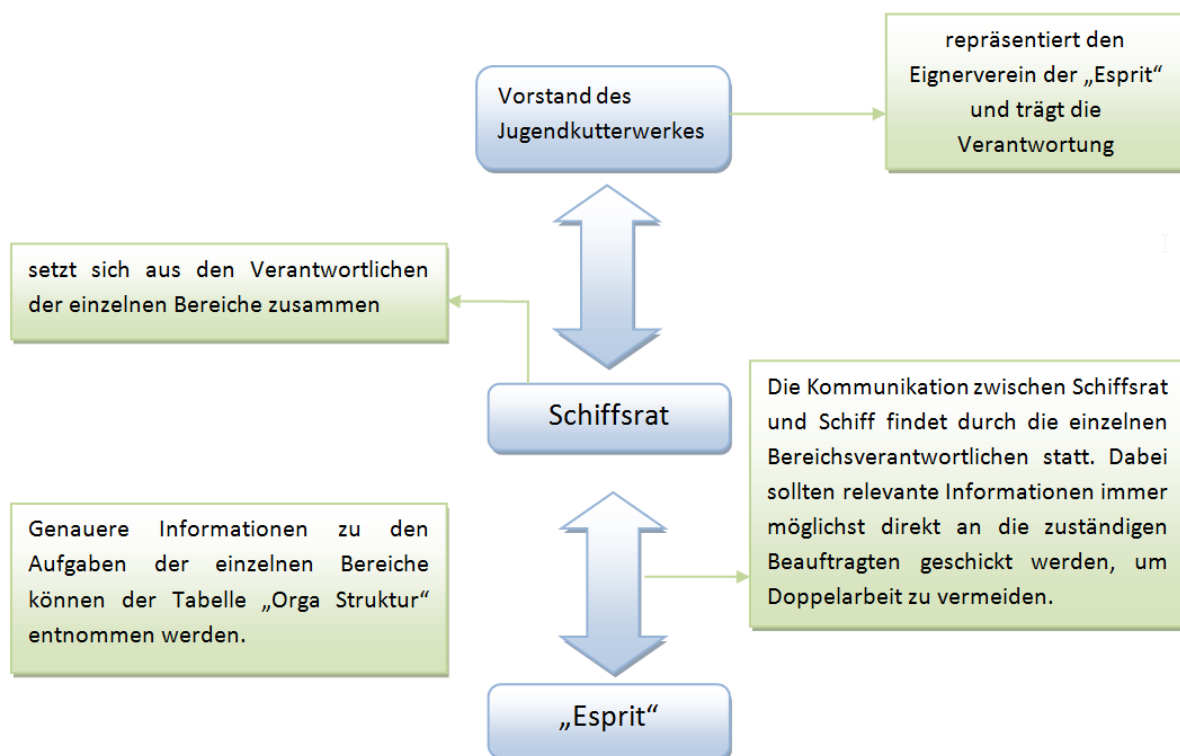 repräsentiert den
Eignerverein der „Esprit“
und trägt die
Verantwortung
Vorstand des
Jugendkutterwerkes
setzt sich aus den Verantwortlichen
der einzelnen Bereiche zusammen
Schiffsrat
Die Kommunikation zwischen Schiffsrat
und Schiff findet durch die einzelnen
Bereichsverantwortlichen statt. Dabei
sollten relevante Informationen immer
möglichst direkt an die zuständigen
Beauftragten geschickt werden, um
Doppelarbeit zu vermeiden.
Genauere Informationen zu den
Aufgaben der einzelnen Bereiche
können der Tabelle „Orga Struktur“
entnommen werden.
„Esprit“